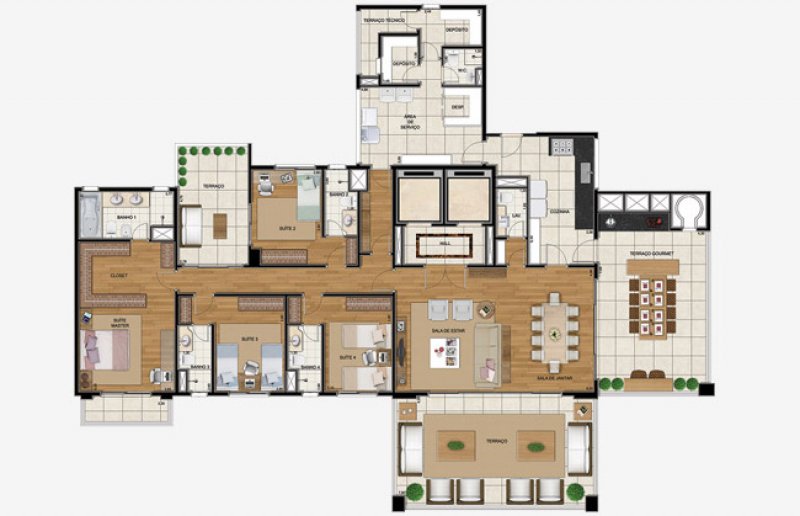 TERRAÇO TÉCNICO
DEPÓSITO
DEPÓSITO
W.C.
ÁREA
DE
SERVIÇO
DESP.
TERRAÇO
BANHO 1
SUÍTE 2
BANHO 2
HALL
LAV.
COZINHA
TERRAÇO GOURMET
CLOSET
SUÍTE
MASTER
BANHO 3
SUÍTE 3
BANHO 4
SUÍTE 4
SALA DE ESTAR
SALA DE JANTAR
TERRAÇO